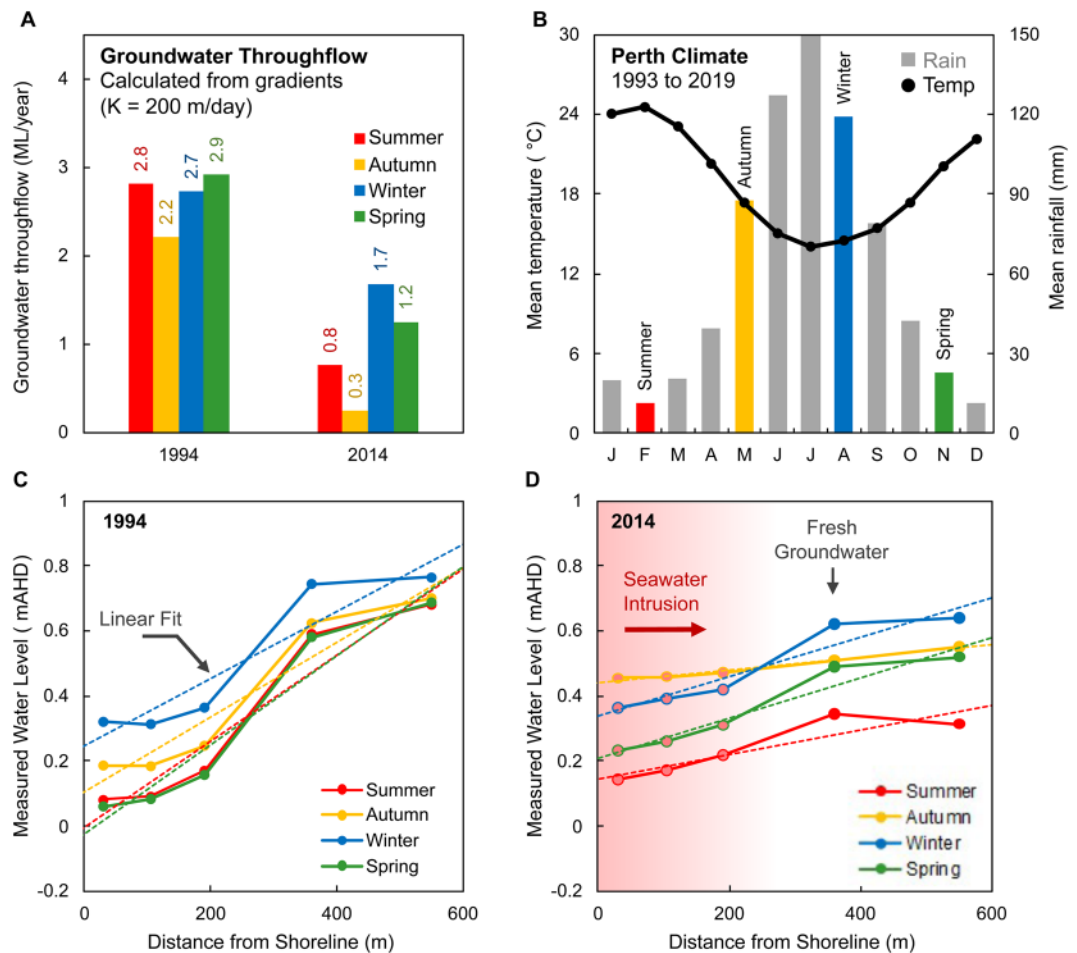 A
Groundwater Throughflow
Calculated from gradients
(K = 200 m/day)
Summer
Autumn
Winter
Spring
Groundwater throughflow (ML/year)
4
3
2
1
0
2.8
2.2
2.7
2.9
0.8
0.3
1.7
1.2
1994
2014
B
Perth Climate
1993 to 2019
Rain
Temp
Mean temperature ( °C)
30
24
18
12
6
0
Mean rainfall (mm)
150
120
90
60
30
0
Summer
Autumn
Winter
Spring
J F M A M J J A S O N D
C
1994
Linear Fit
Measured Water Level ( mAHD)
1
0.8
0.6
0.4
0.2
0
-0.2
Summer
Autumn
Winter
Spring
0 200 400 600
Distance from Shoreline (m)
D
2014
Seawater
Intrusion
Fresh
Groundwater
Measured Water Level ( mAHD)
1
0.8
0.6
0.4
0.2
0
-0.2
Summer
Autumn
Winter
Spring
0 200 400 600
Distance from Shoreline (m)